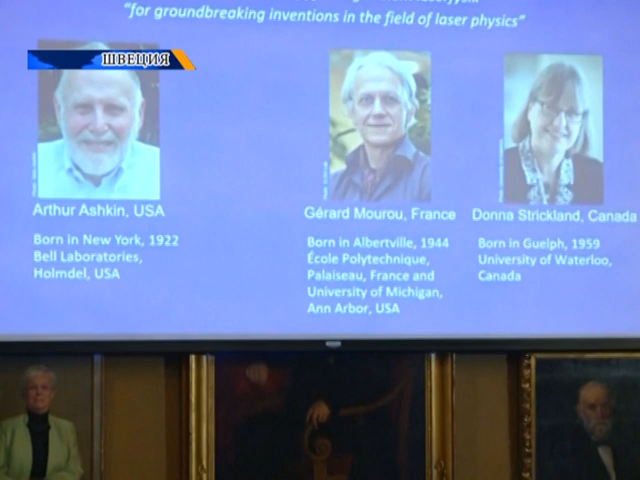 "for groundbreaking inventions in the field of laser physics"
ШВЕЦИЯ
Arthur Ashkin, USA
Born in New York, 1922
Bell Laboratories,
Holmdel, USA
Gérard Mourou, France
Born in Albertville, 1944
École Polytechnique,
Palaiseau, France and
University of Michigan,
Ann Arbor, USA
Donna Strickland, Canada
Born in Guelph, 1959
University of Waterloo,
Canada